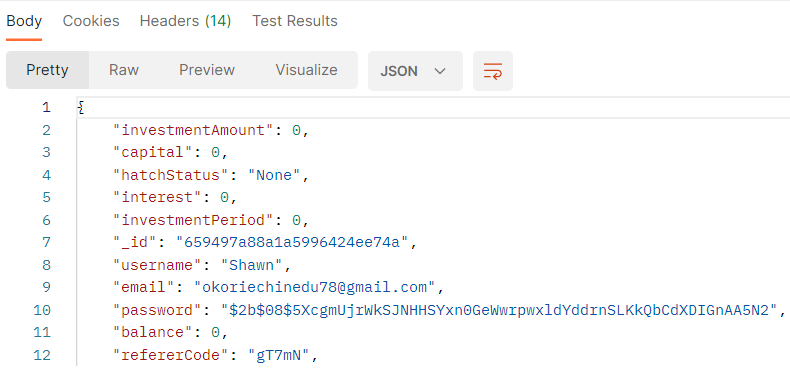 Body Cookies Headers (14) Test Results
Pretty Raw Preview Visualize JSON
1 {
2 "investmentAmount": 0,
3 "capital": 0,
4 "hatchStatus": "None",
5 "interest": 0,
6 "investmentPeriod": 0,
7 "_id": "659497a88a1a5996424ee74a",
8 "username": "Shawn",
9 "email": "okoriechinedu78@gmail.com",
10 "password": "$2b$08$5XcgmUjrWkSJNHHSYxn0GeWwrpwxldYddrnSLKkQbCdXDIGnAA5N2",
11 "balance": 0,
12 "refererCode": "gT7mN",